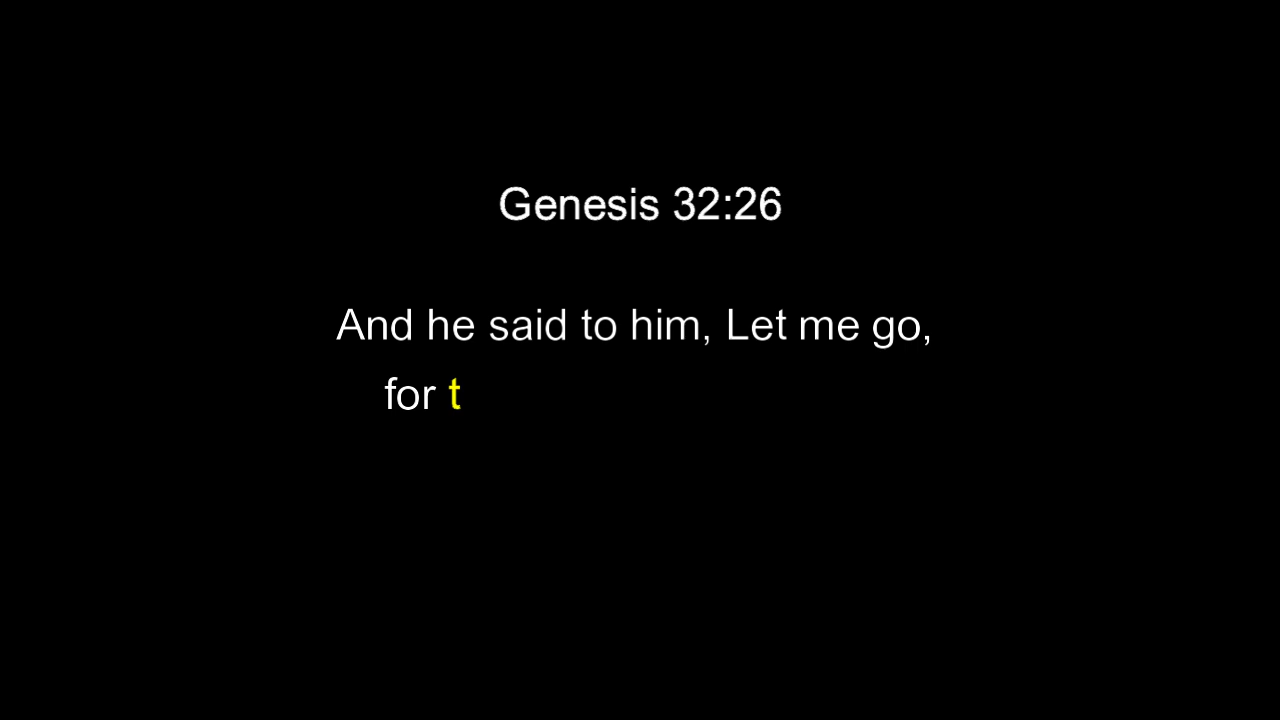 Genesis 32:26
And he said to him, Let me go,
for t